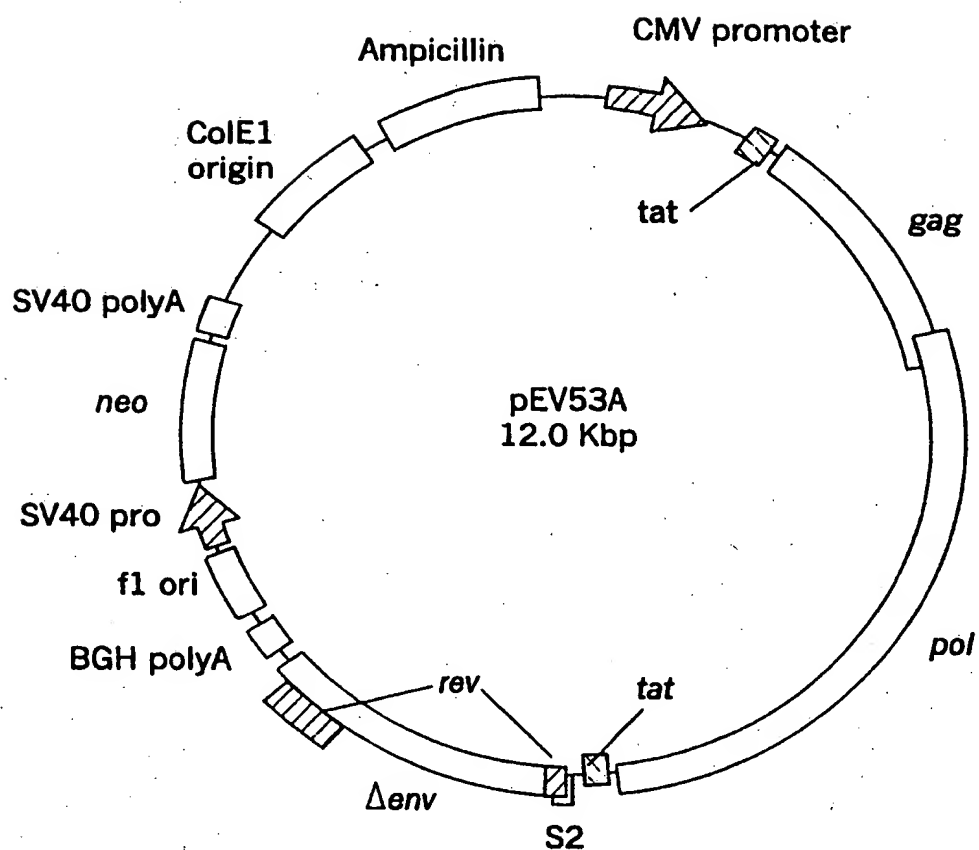 CMV promoter
Ampicillin
ColE1
origin
tat
gag
SV40 polyA
neo
pEV53A
12.0 Kbp
SV40 pro
f1 ori
BGH polyA
rev
tat
pol
Δenv
S2